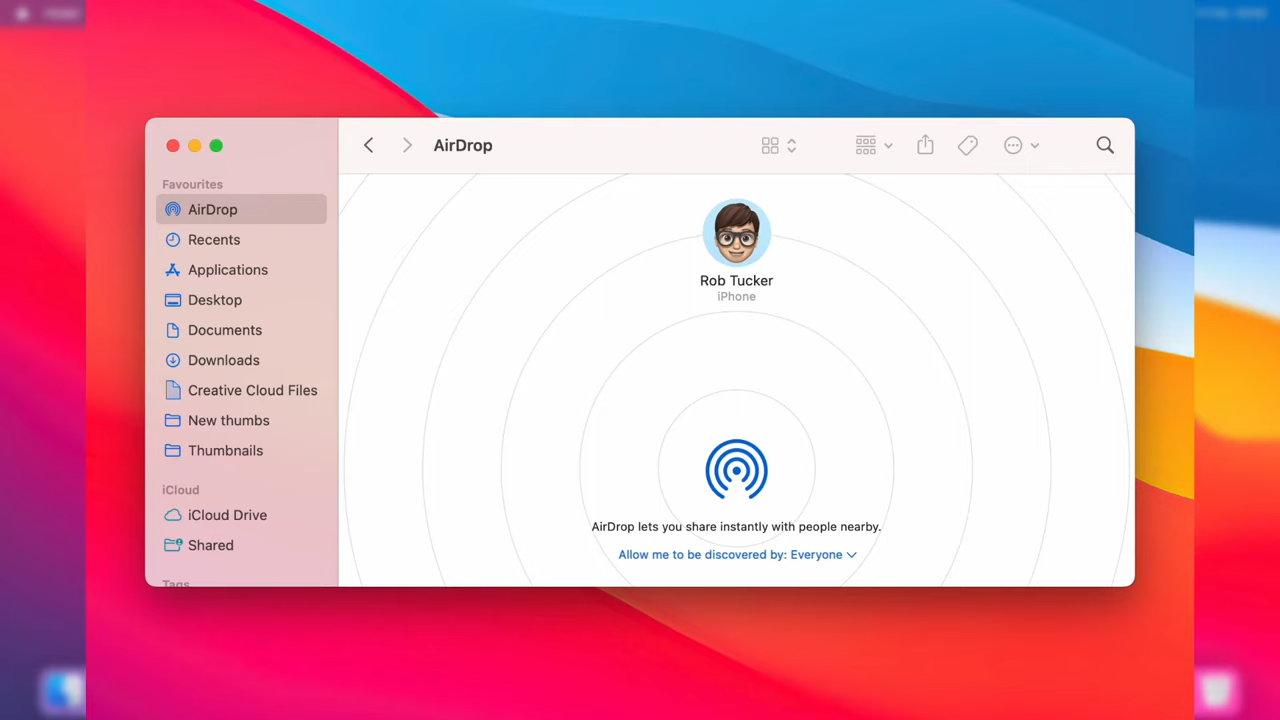 AirDrop
Favourites
AirDrop
Recents
Applications
Desktop
Documents
Downloads
Creative Cloud Files
New thumbs
Thumbnails
iCloud
iCloud Drive
Shared
Tags
Rob Tucker
iPhone
AirDrop lets you share instantly with people nearby.
Allow me to be discovered by: Everyone